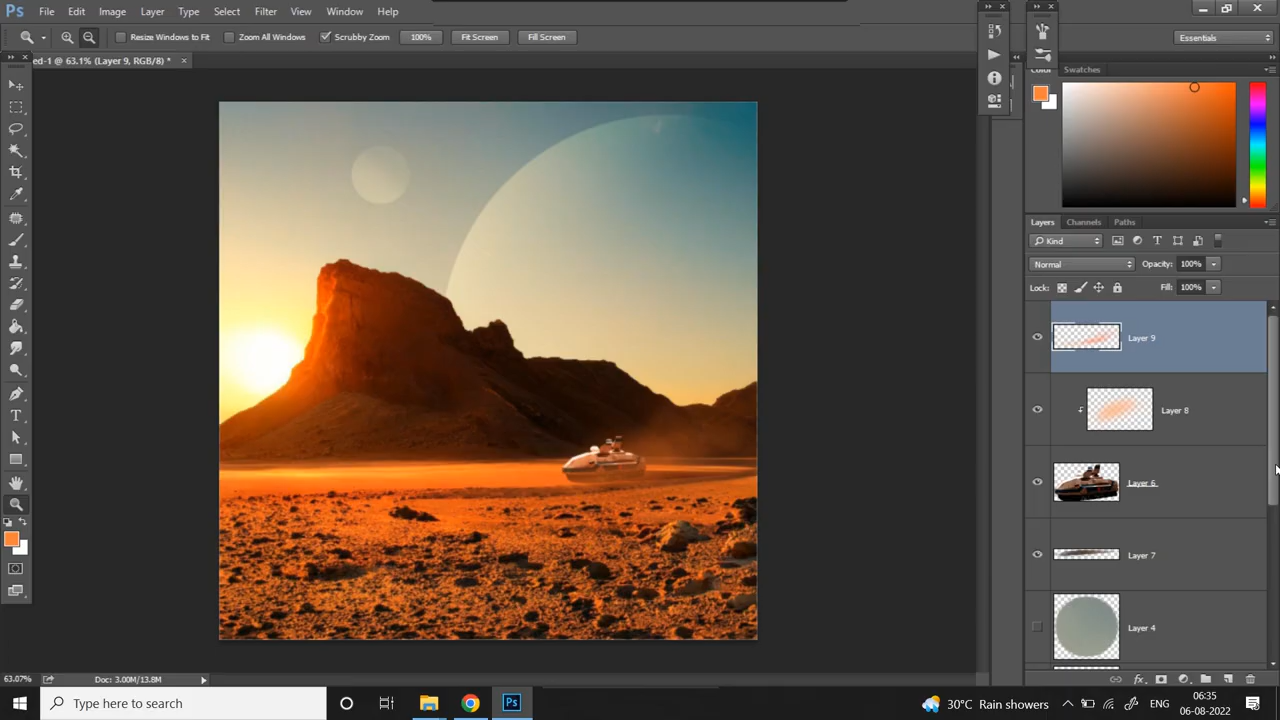 Ps File Edit Image Layer Type Select Filter View Window Help
Resize Windows to Fit Zoom All Windows Scrubby Zoom 100% Fit Screen Fill Screen Essentials
ed-1 @ 63.1% (Layer 9, RGB/8) * ×
Color Swatches
Layers Channels Paths
Kind
Normal Opacity: 100%
Lock: Fill: 100%
Layer 9
Layer 8
Layer 6
Layer 7
Layer 4
63.07% Doc: 3.00M/13.8M
Type here to search Ps 30°C Rain showers ENG 06:35
06-08-2022